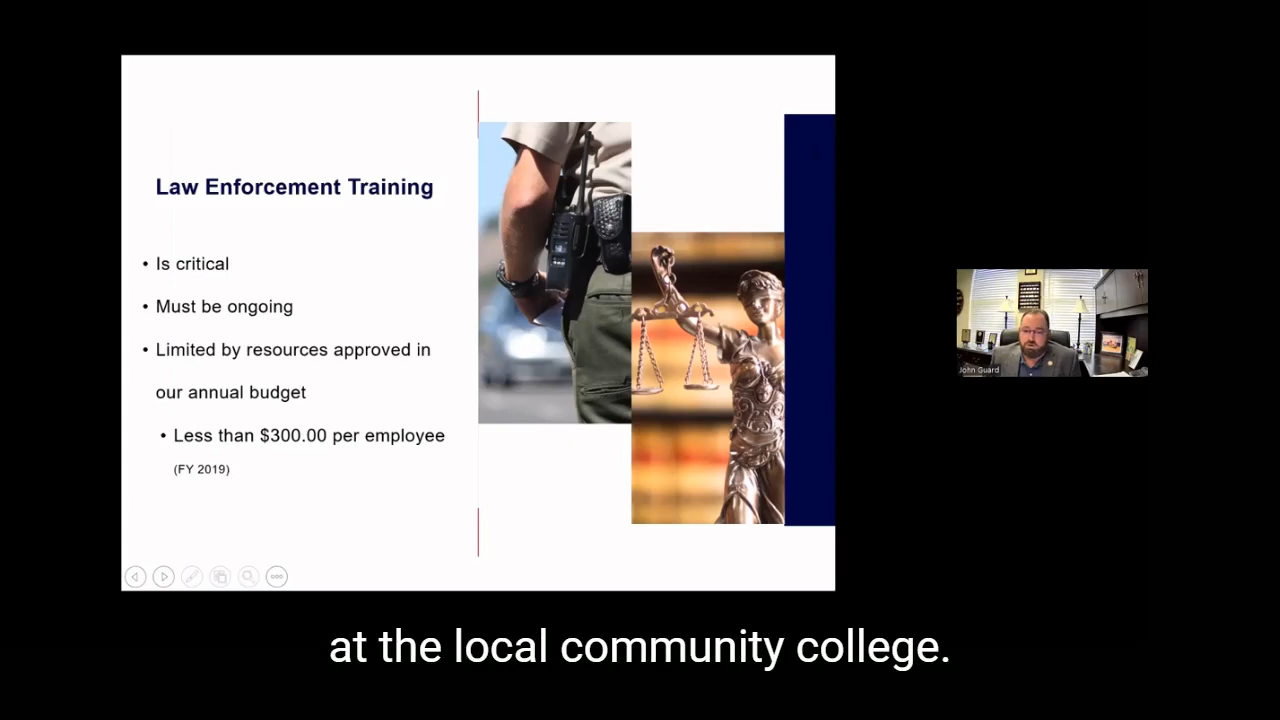 Law Enforcement Training
• Is critical
• Must be ongoing
• Limited by resources approved in
our annual budget
• Less than $300.00 per employee
(FY 2019)
John Guard
at the local community college.